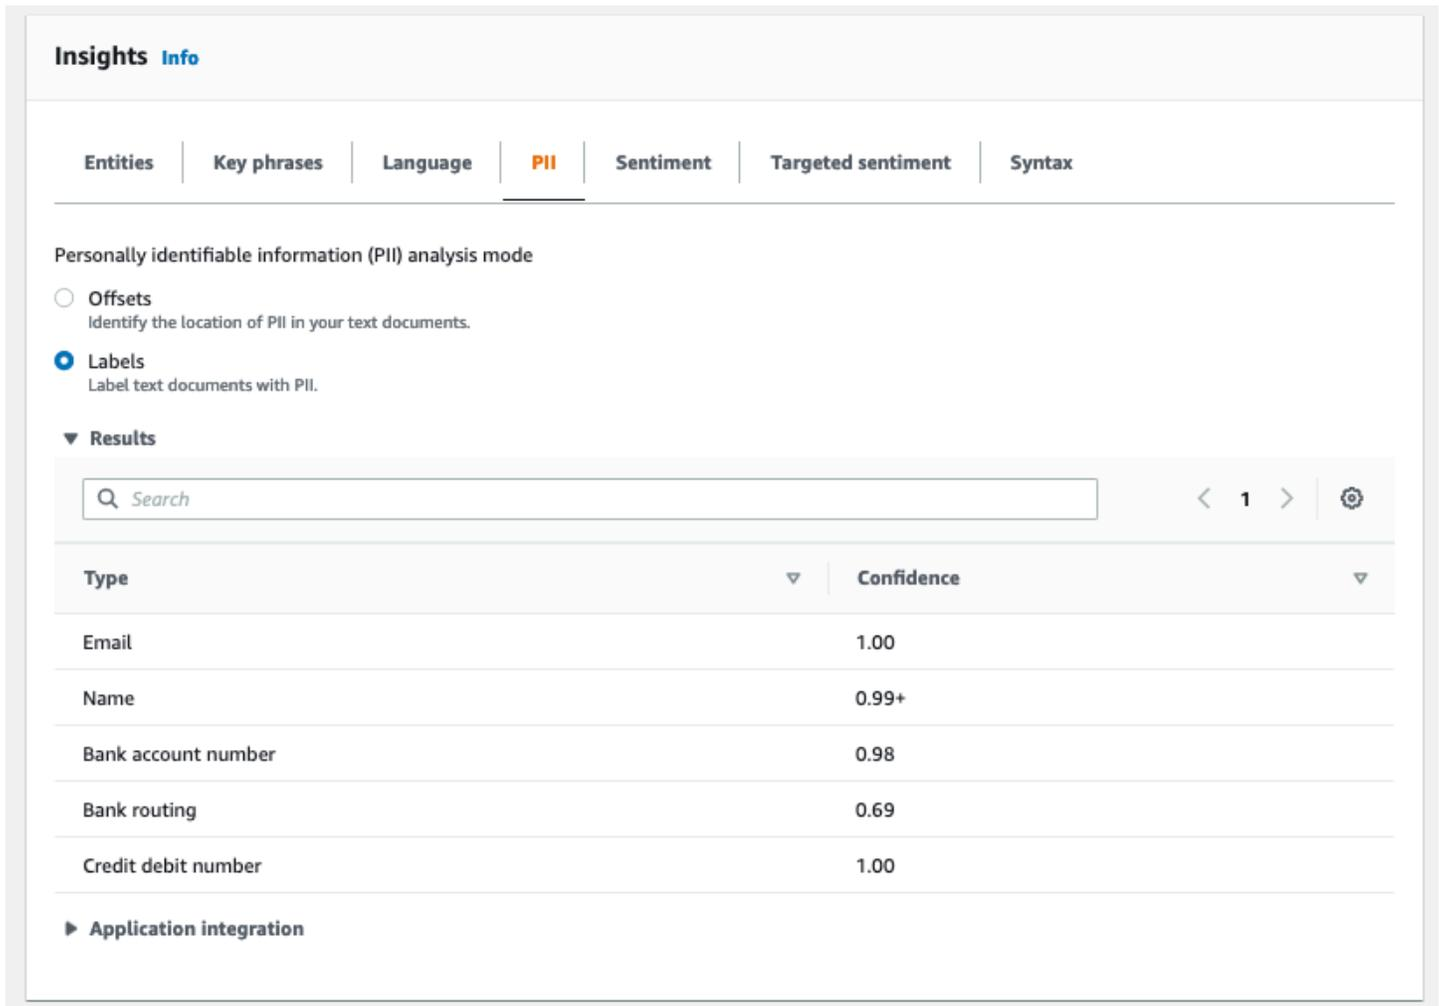 Insights Info
Entities Key phrases Language PII Sentiment Targeted sentiment Syntax
Personally identifiable information (PII) analysis mode
Offsets
Identify the location of PII in your text documents.
Labels
Label text documents with PII.
Results
Search 1
Type Confidence
Email 1.00
Name 0.99+
Bank account number 0.98
Bank routing 0.69
Credit debit number 1.00
Application integration